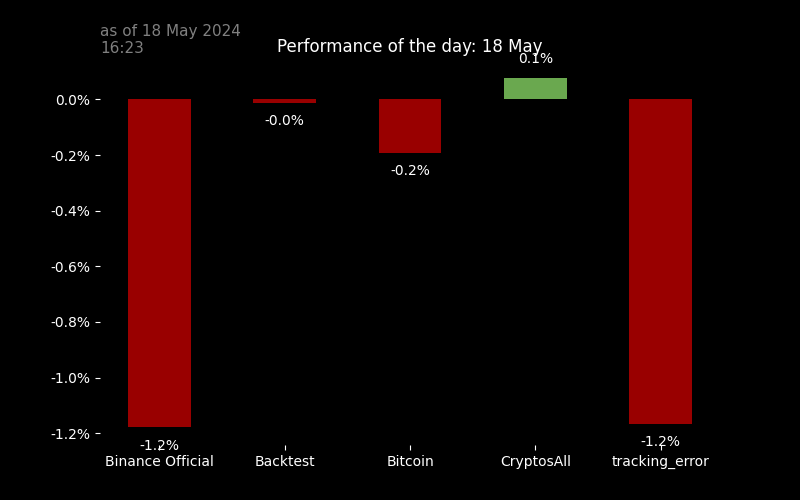 as of 18 May 2024
16:23
Performance of the day: 18 May
0.1%
0.0%
-0.0%
-0.2%
-0.2%
-0.4%
-0.6%
-0.8%
-1.0%
-1.2%
-1.2%
-1.2%
Binance Official
Backtest
Bitcoin
CryptosAll
tracking_error